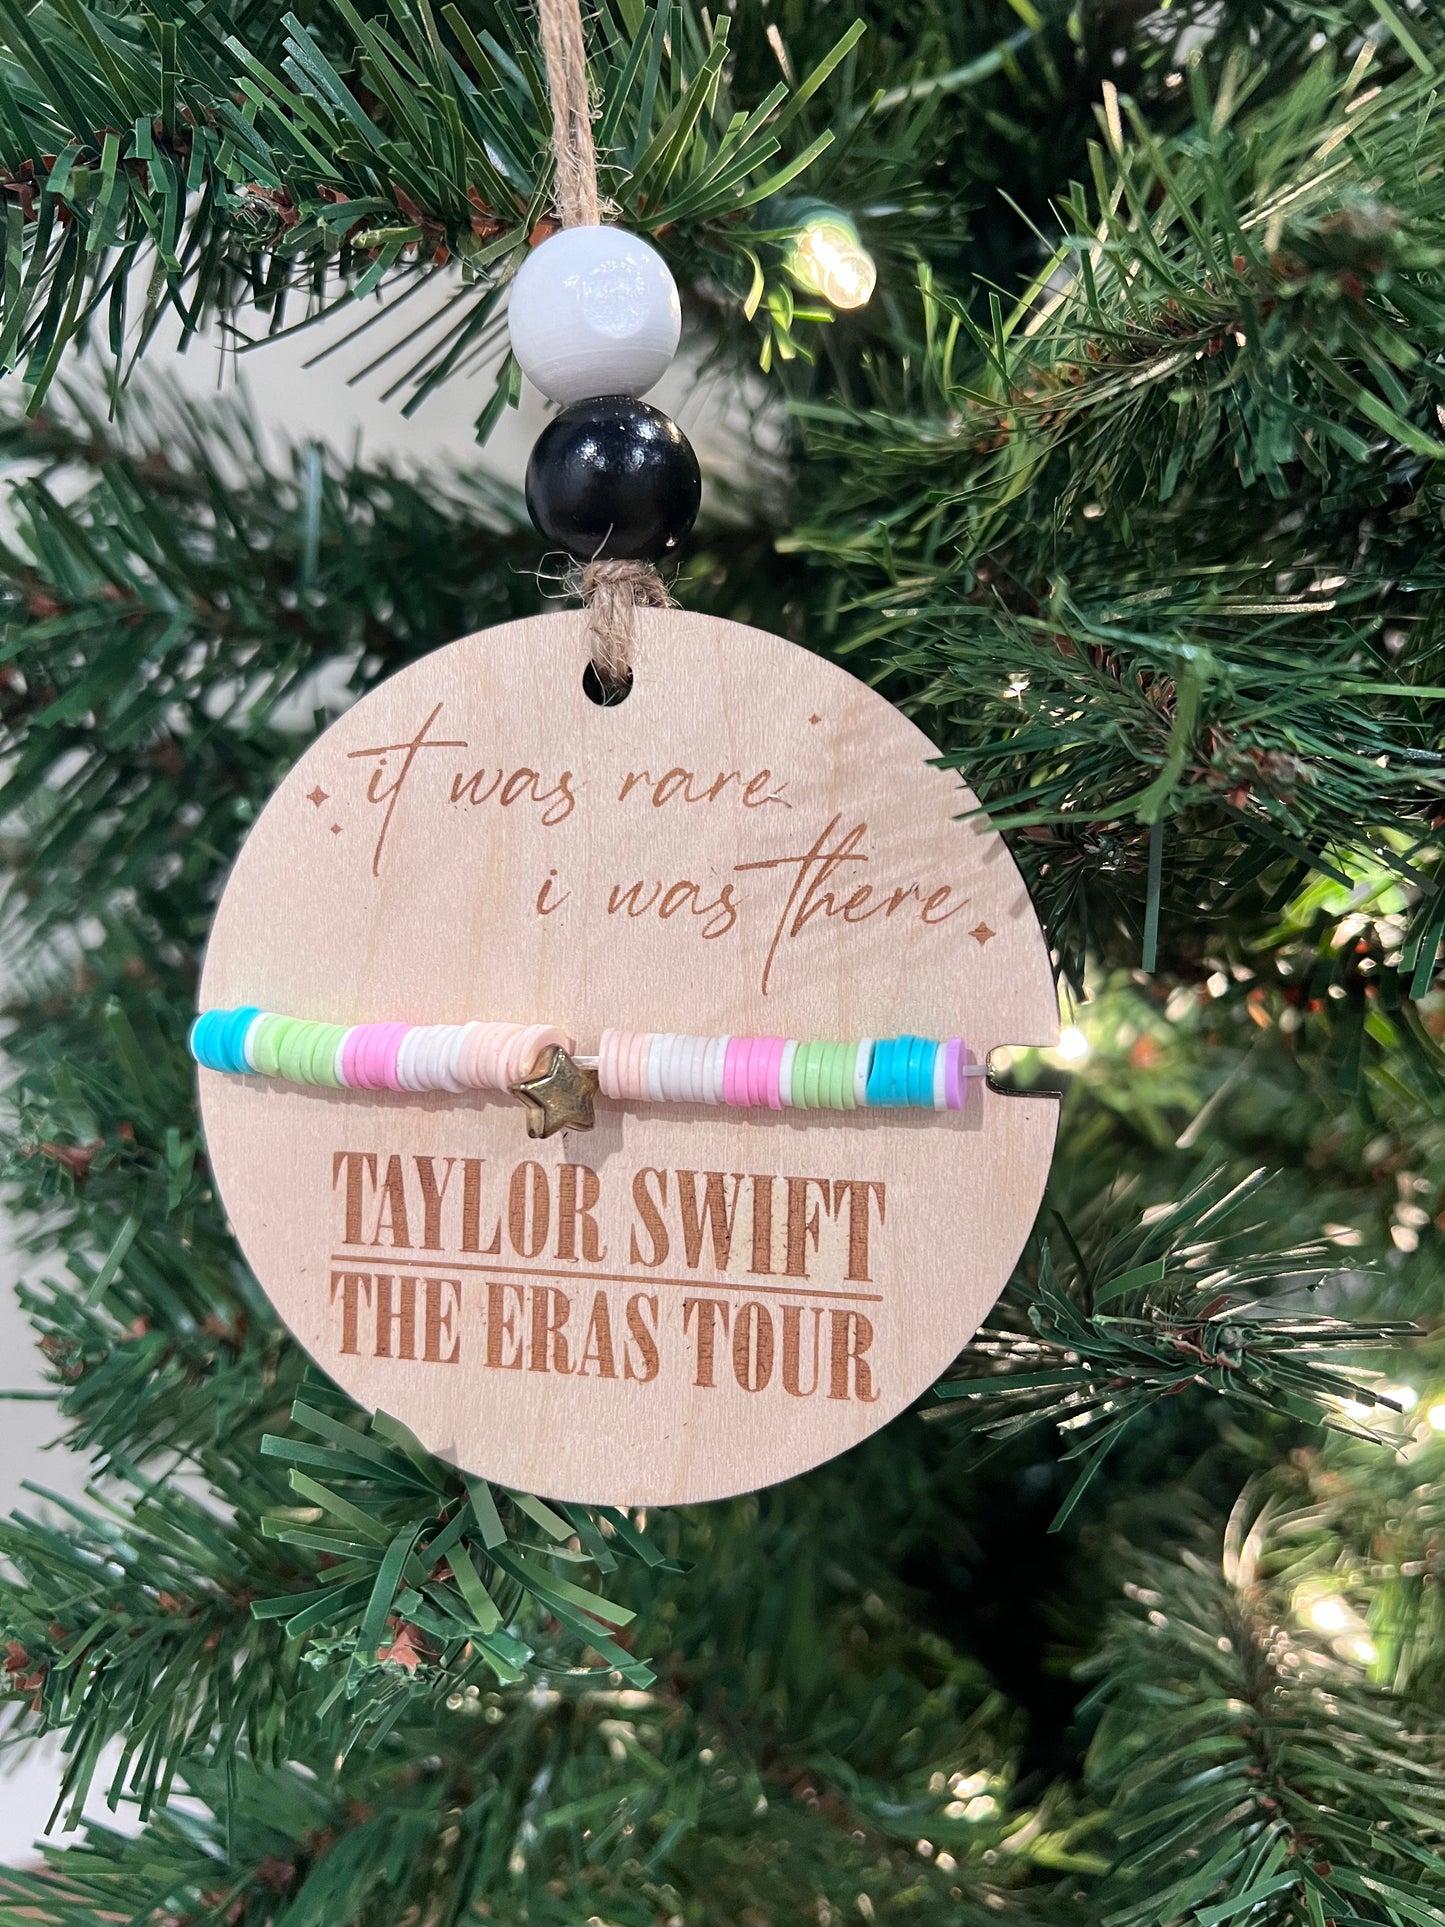 it was rare.
i was there
TAYLOR SWIFT
THE ERAS TOUR